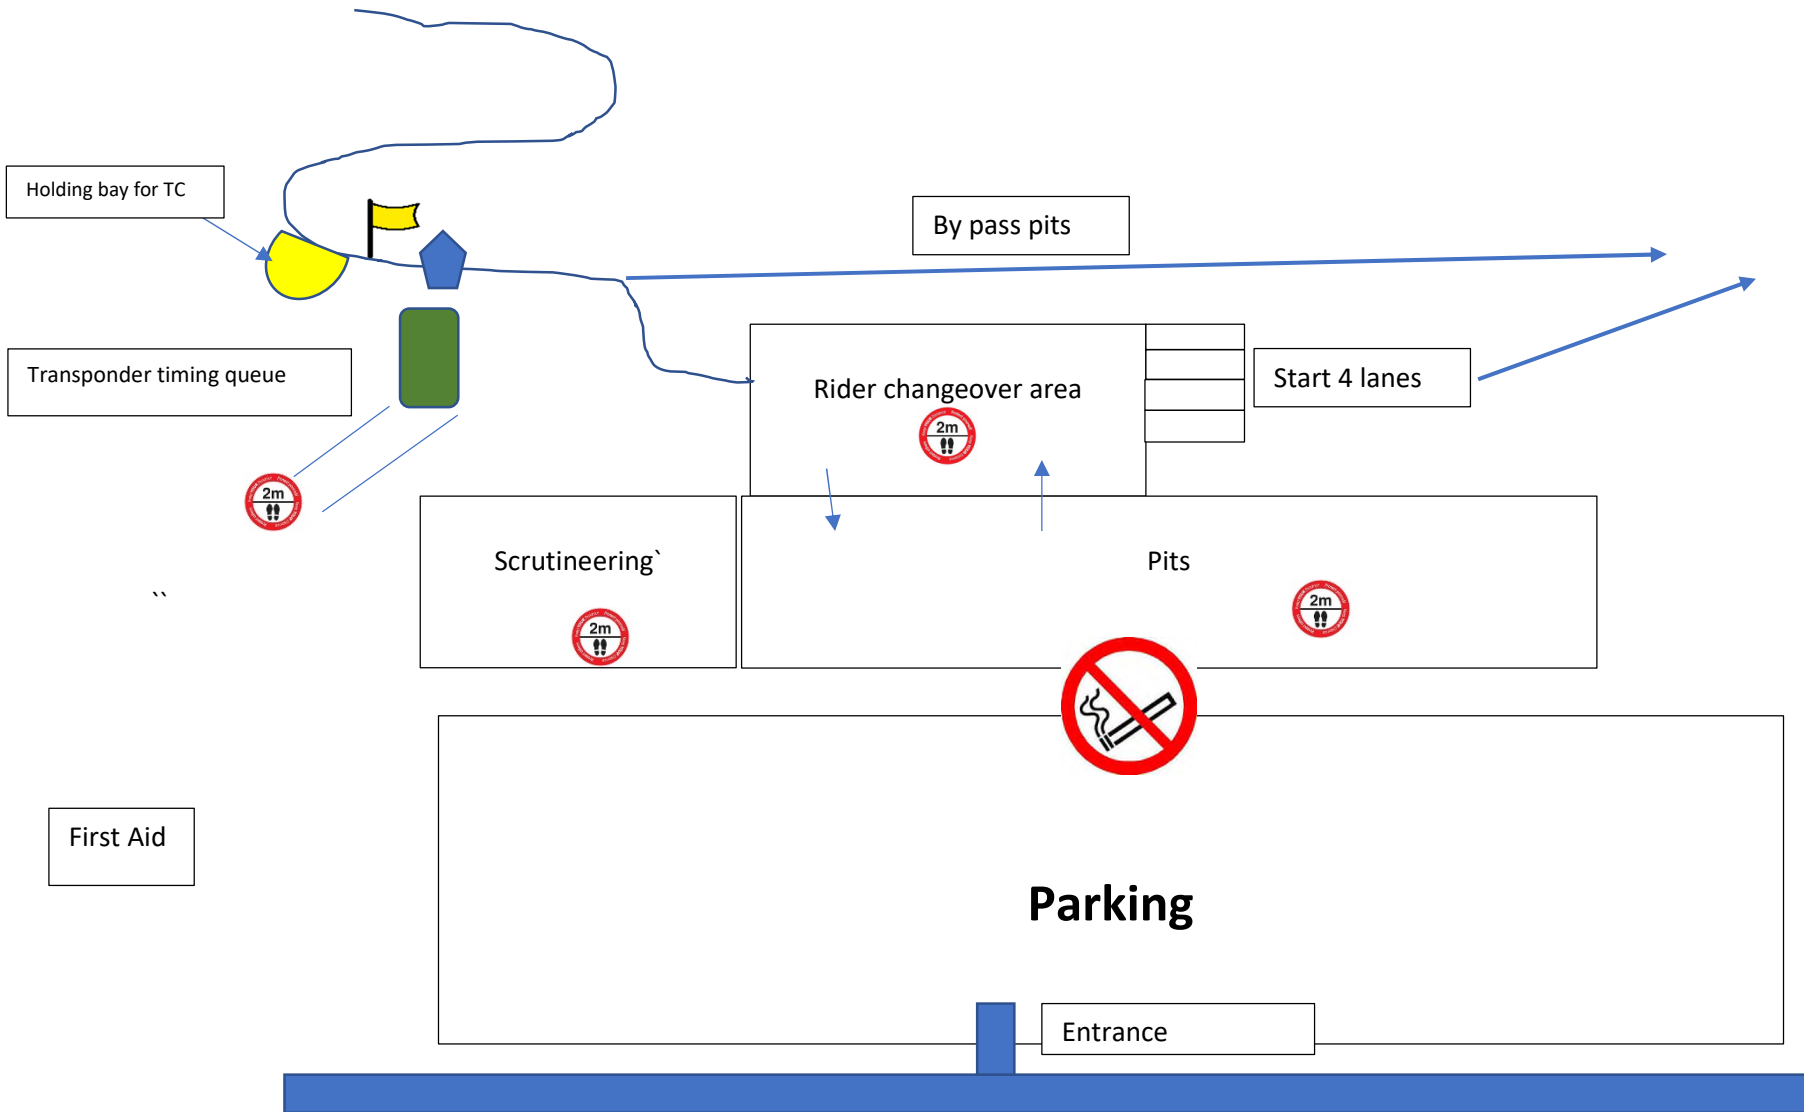 Holding bay for TC
By pass pits
Transponder timing queue
Rider changeover area
2m
Start 4 lanes
2m
Scrutineering`
2m
Pits
2m
``
First Aid
Parking
Entrance